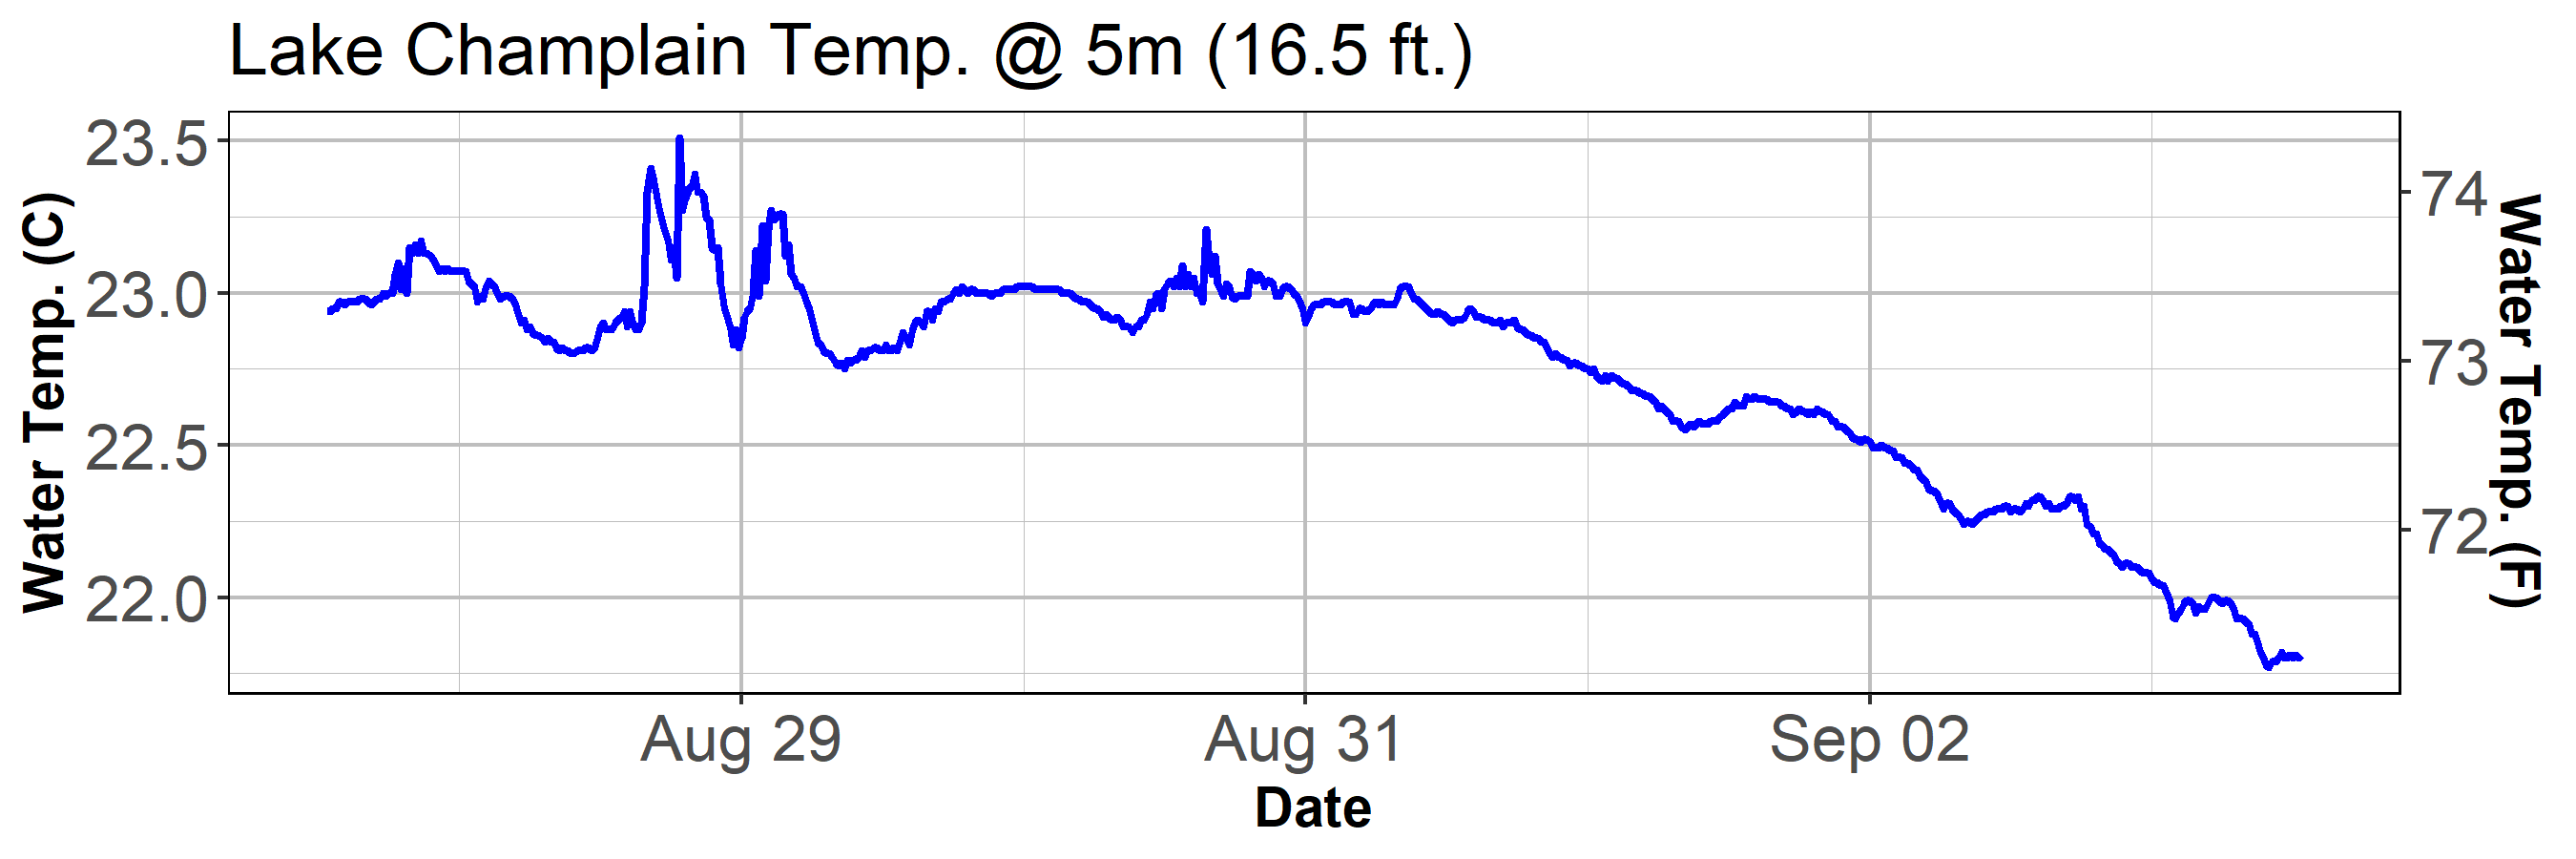 Lake Champlain Temp. @ 5m (16.5 ft.)
Water Temp. (C)
23.5
23.0
22.5
22.0
74
73
72
Water Temp. (F)
Aug 29
Aug 31
Sep 02
Date